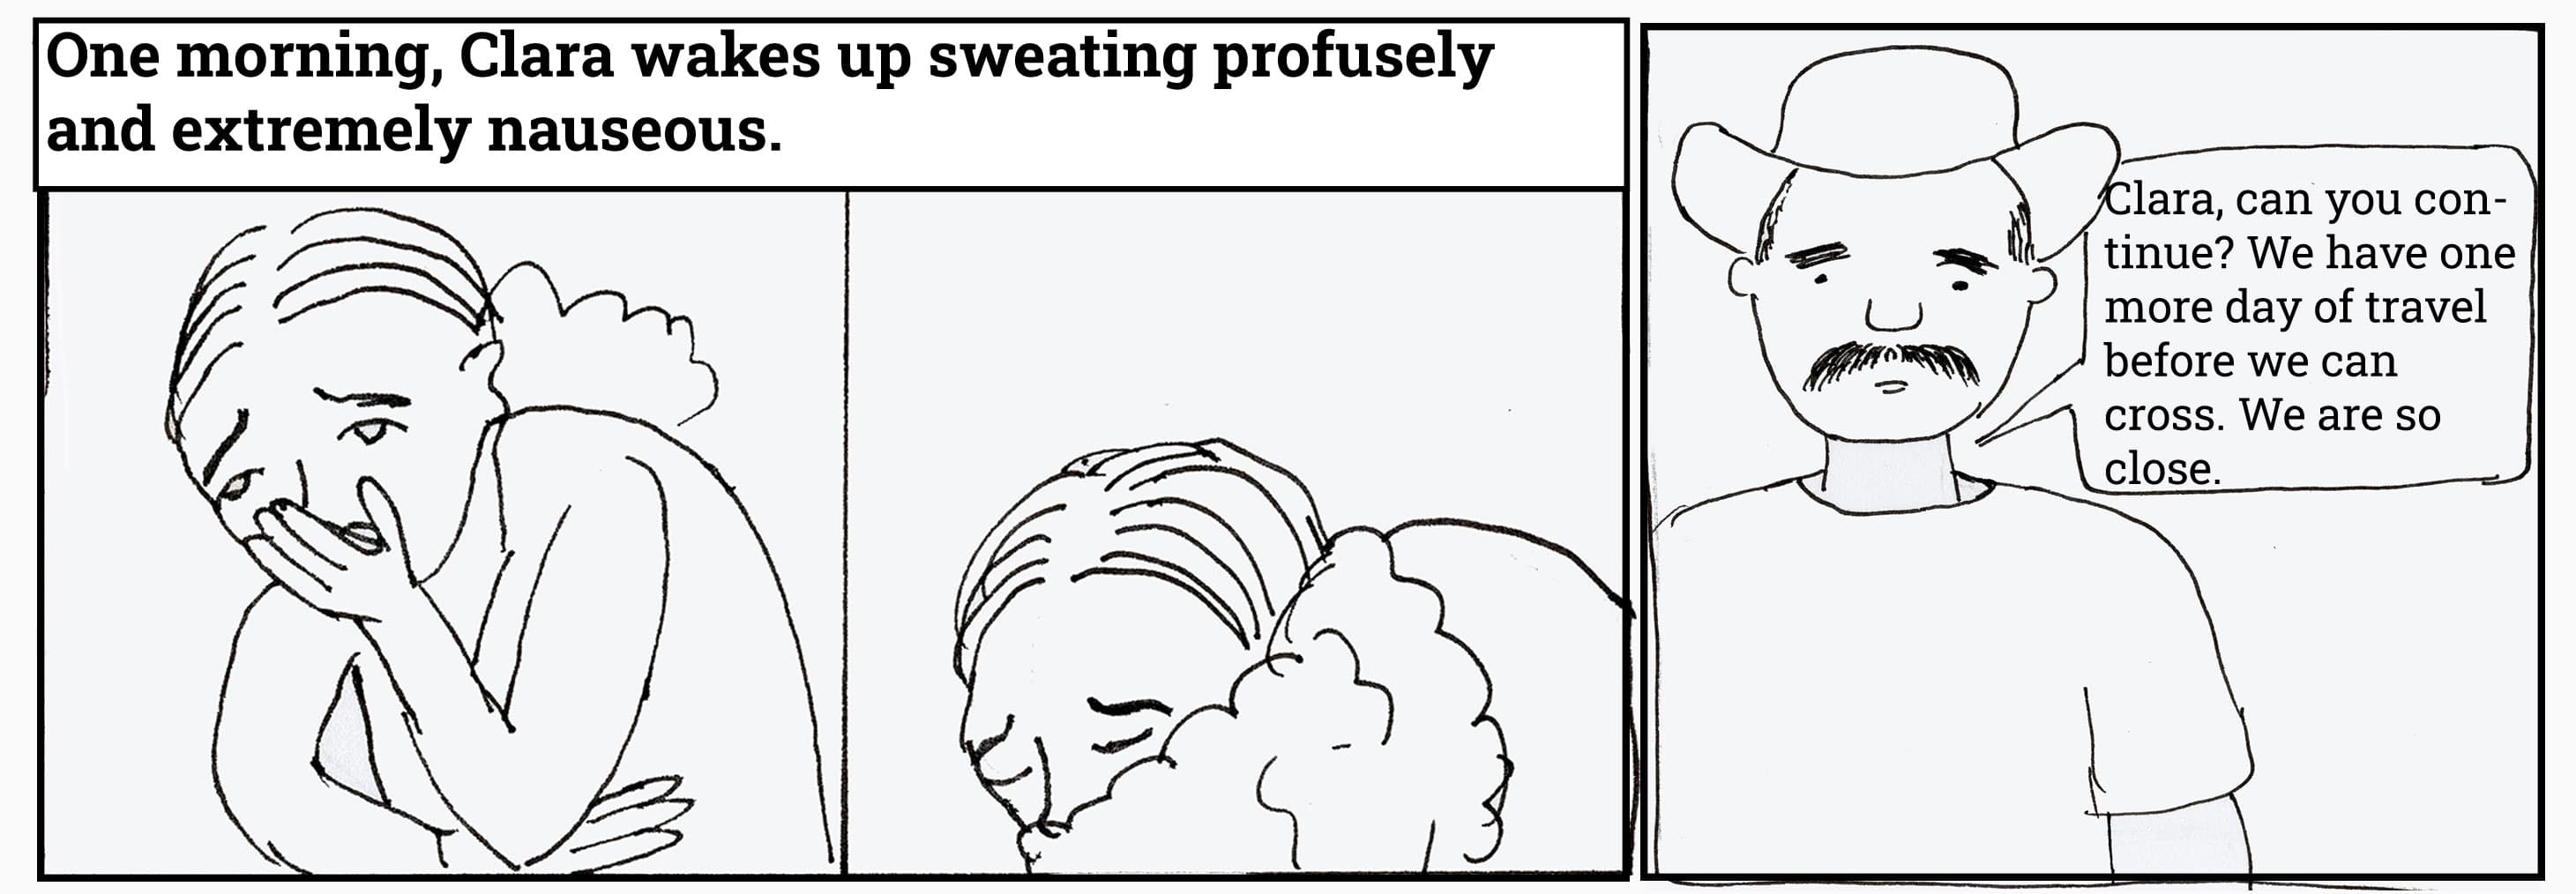 One morning, Clara wakes up sweating profusely
and extremely nauseous.
Clara, can you con-
tinue? We have one
more day of travel
before we can
cross. We are so
close.